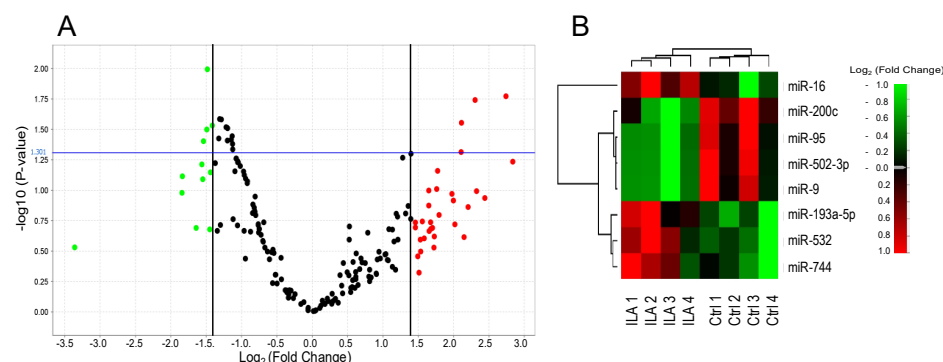 A
-log10 (P-value)
2.00
1.75
1.50
1.301
1.25
1.00
0.75
0.50
0.25
0.00
-3.5 -3.0 -2.5 -2.0 -1.5 -1.0 -0.5 0.0 0.5 1.0 1.5 2.0 2.5 3.0
Log₂ (Fold Change)
B
miR-16
miR-200c
miR-95
miR-502-3p
miR-9
miR-193a-5p
miR-532
miR-744
ILA 1 ILA 2 ILA 3 ILA 4 Ctrl 1 Ctrl 2 Ctrl 3 Ctrl 4
Log₂ (Fold Change)
- 1.0
- 0.8
- 0.6
- 0.4
- 0.2
- 0.0
0.2
0.4
0.6
0.8
1.0